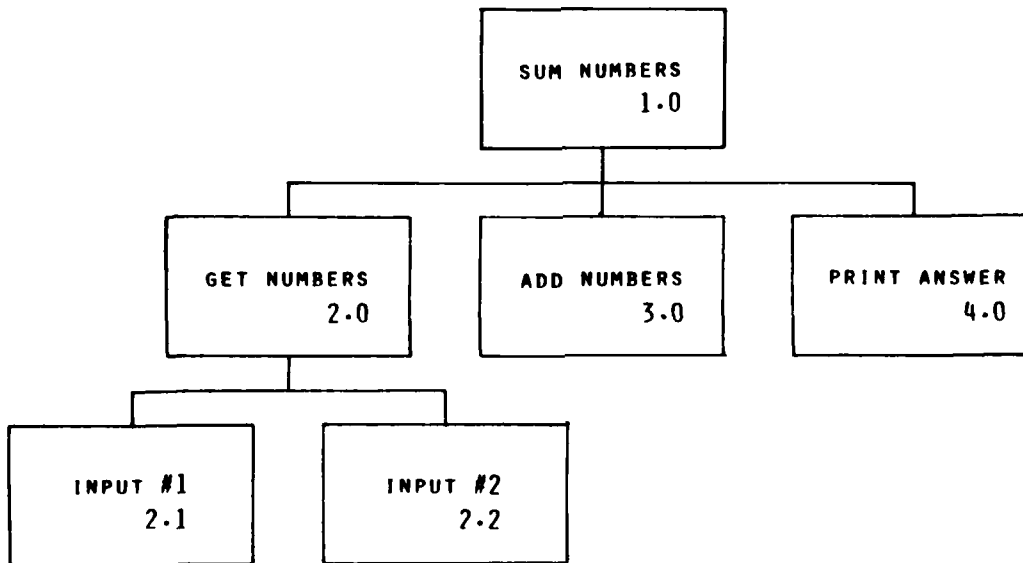 SUM NUMBERS
1.0
GET NUMBERS
2.0
ADD NUMBERS
3.0
PRINT ANSWER
4.0
INPUT #1
2.1
INPUT #2
2.2